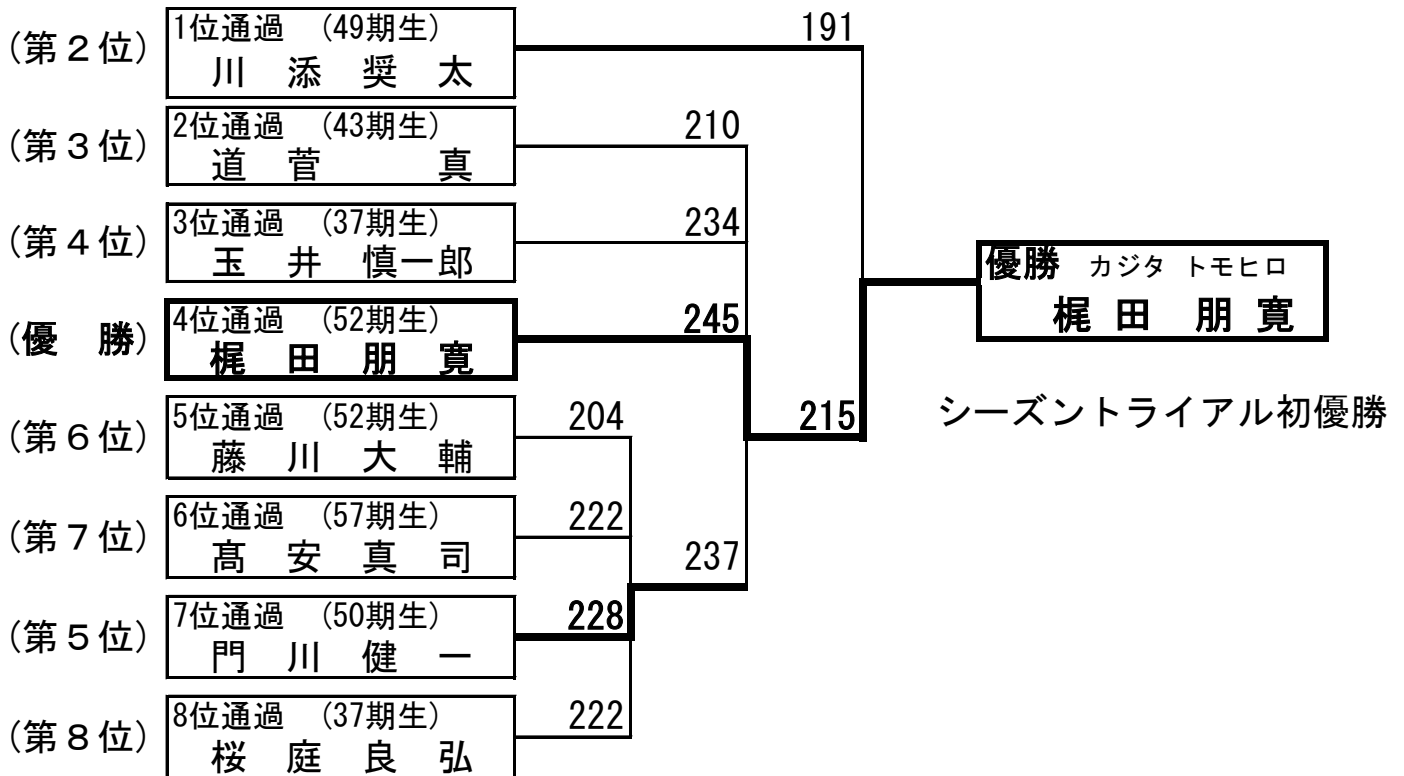 (第２位)
1位通過 (49期生)
川 添 奨 太
191
(第３位)
2位通過 (43期生)
道 菅 真
210
(第４位)
3位通過 (37期生)
玉 井 慎一郎
234
優勝 カジタ トモヒロ
梶 田 朋 寛
(優 勝)
4位通過 (52期生)
梶 田 朋 寛
245
(第６位)
5位通過 (52期生)
藤 川 大 輔
204
215
シーズントライアル初優勝
(第７位)
6位通過 (57期生)
髙 安 真 司
222
237
(第５位)
7位通過 (50期生)
門 川 健 一
228
(第８位)
8位通過 (37期生)
桜 庭 良 弘
222